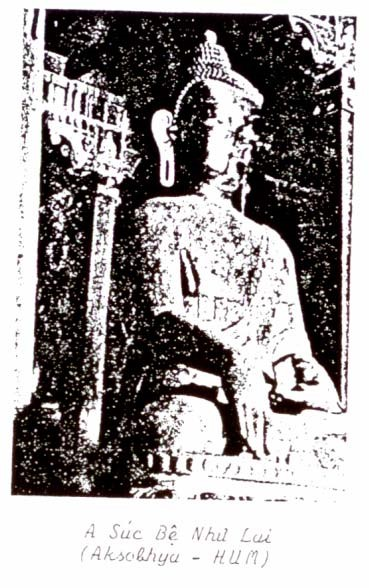 A Súc Bệ Như Lai
(Aksobhya - HUM)